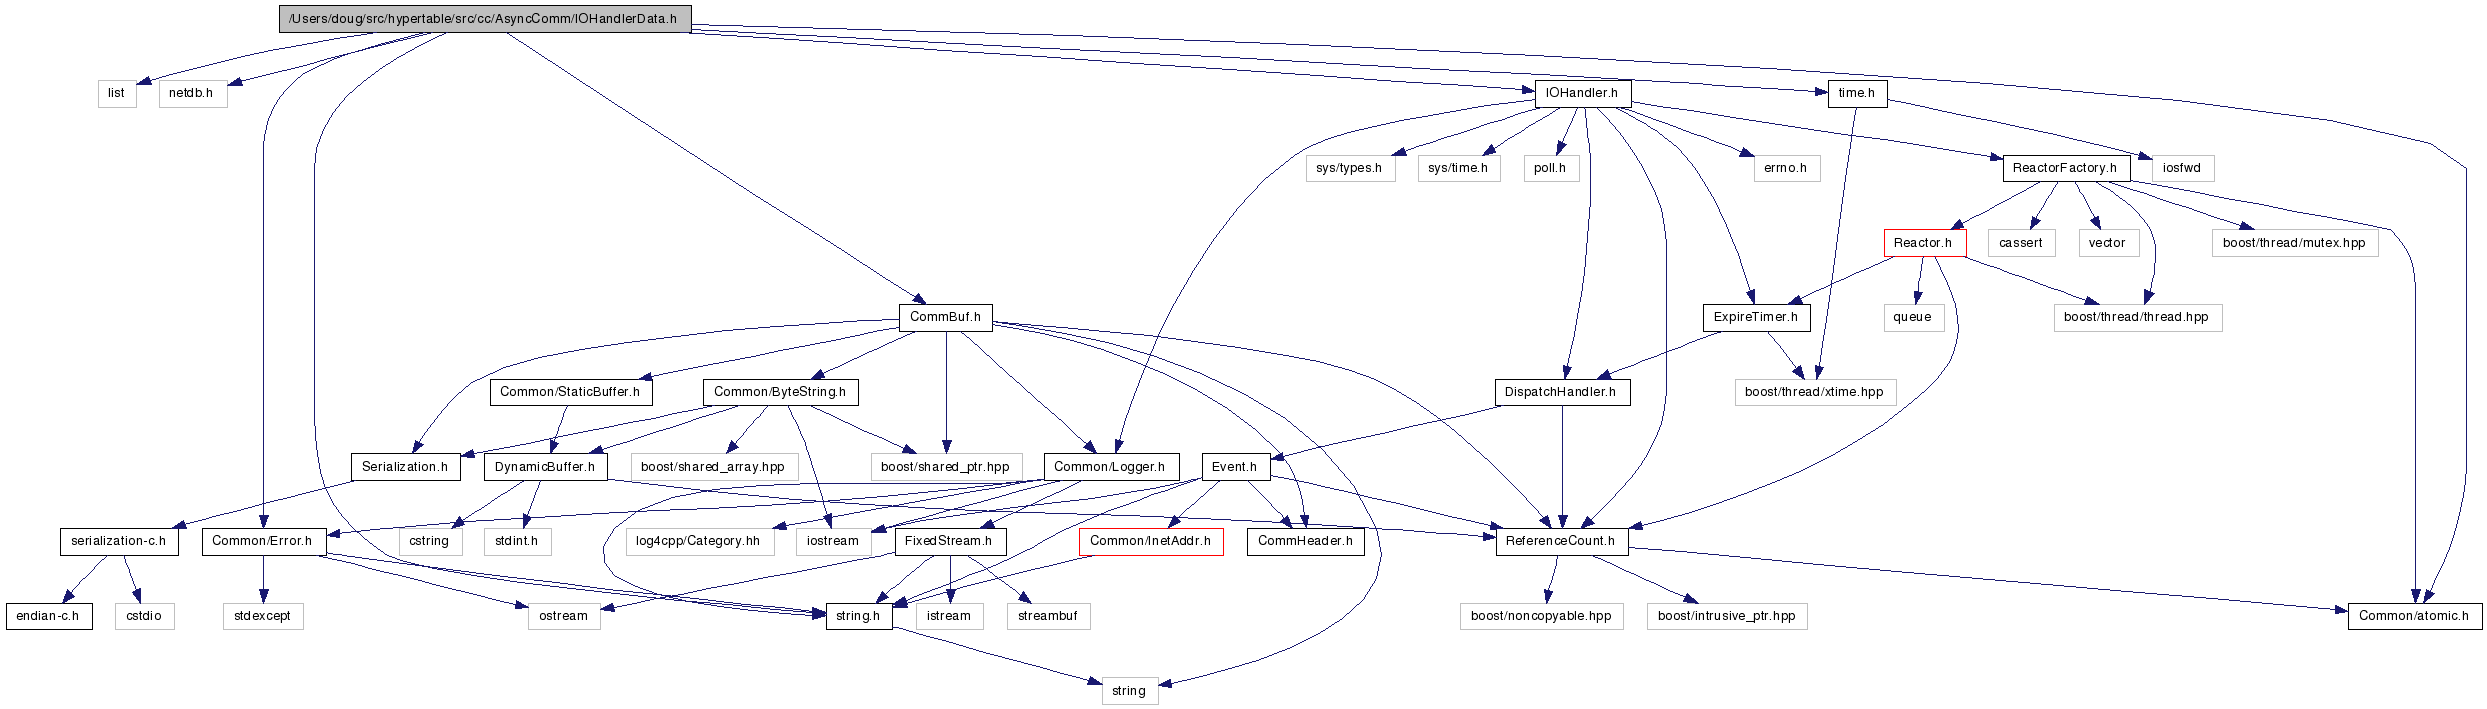 /Users/doug/src/hypertable/src/cc/AsyncComm/IOHandlerData.h
list
netdb.h
IOHandler.h
time.h
sys/types.h
sys/time.h
poll.h
errno.h
ReactorFactory.h
iosfwd
Reactor.h
cassert
vector
boost/thread/mutex.hpp
CommBuf.h
ExpireTimer.h
queue
boost/thread/thread.hpp
Common/StaticBuffer.h
Common/ByteString.h
DispatchHandler.h
boost/thread/xtime.hpp
Serialization.h
DynamicBuffer.h
boost/shared_array.hpp
boost/shared_ptr.hpp
Common/Logger.h
Event.h
serialization-c.h
Common/Error.h
cstring
stdint.h
log4cpp/Category.hh
iostream
FixedStream.h
Common/InetAddr.h
CommHeader.h
ReferenceCount.h
endian-c.h
cstdio
stdexcept
ostream
string.h
istream
streambuf
boost/noncopyable.hpp
boost/intrusive_ptr.hpp
Common/atomic.h
string